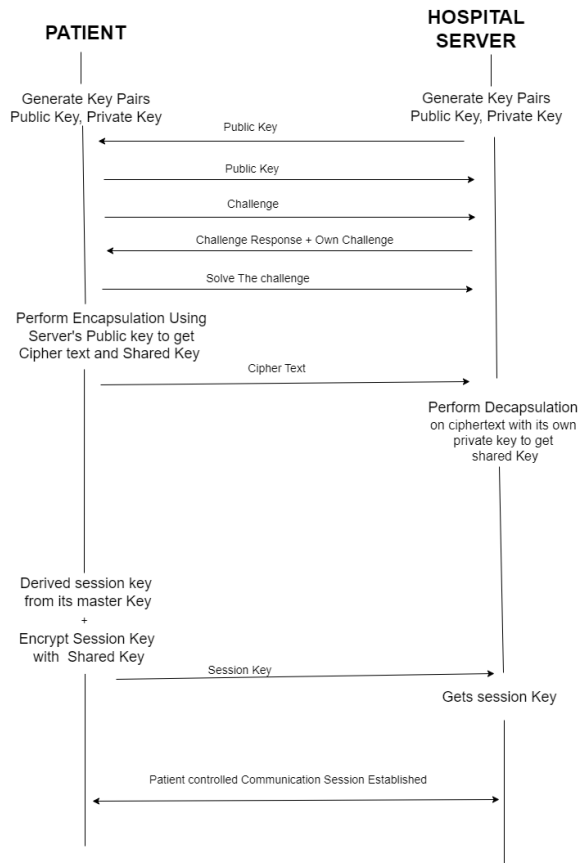 PATIENT
HOSPITAL
SERVER
Generate Key Pairs
Public Key, Private Key
Generate Key Pairs
Public Key, Private Key
Public Key
Public Key
Challenge
Challenge Response + Own Challenge
Solve The challenge
Perform Encapsulation Using
Server's Public key to get
Cipher text and Shared Key
Cipher Text
Perform Decapsulation
on ciphertext with its own
private key to get
shared Key
Derived session key
from its master Key
+
Encrypt Session Key
with Shared Key
Session Key
Gets session Key
Patient controlled Communication Session Established